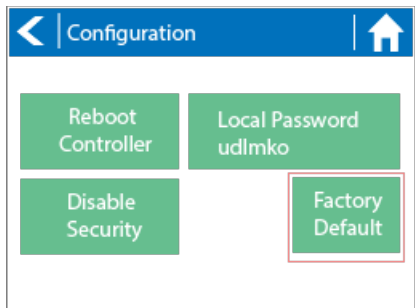 Configuration
Reboot
Controller
Local Password
udlmko
Disable
Security
Factory
Default